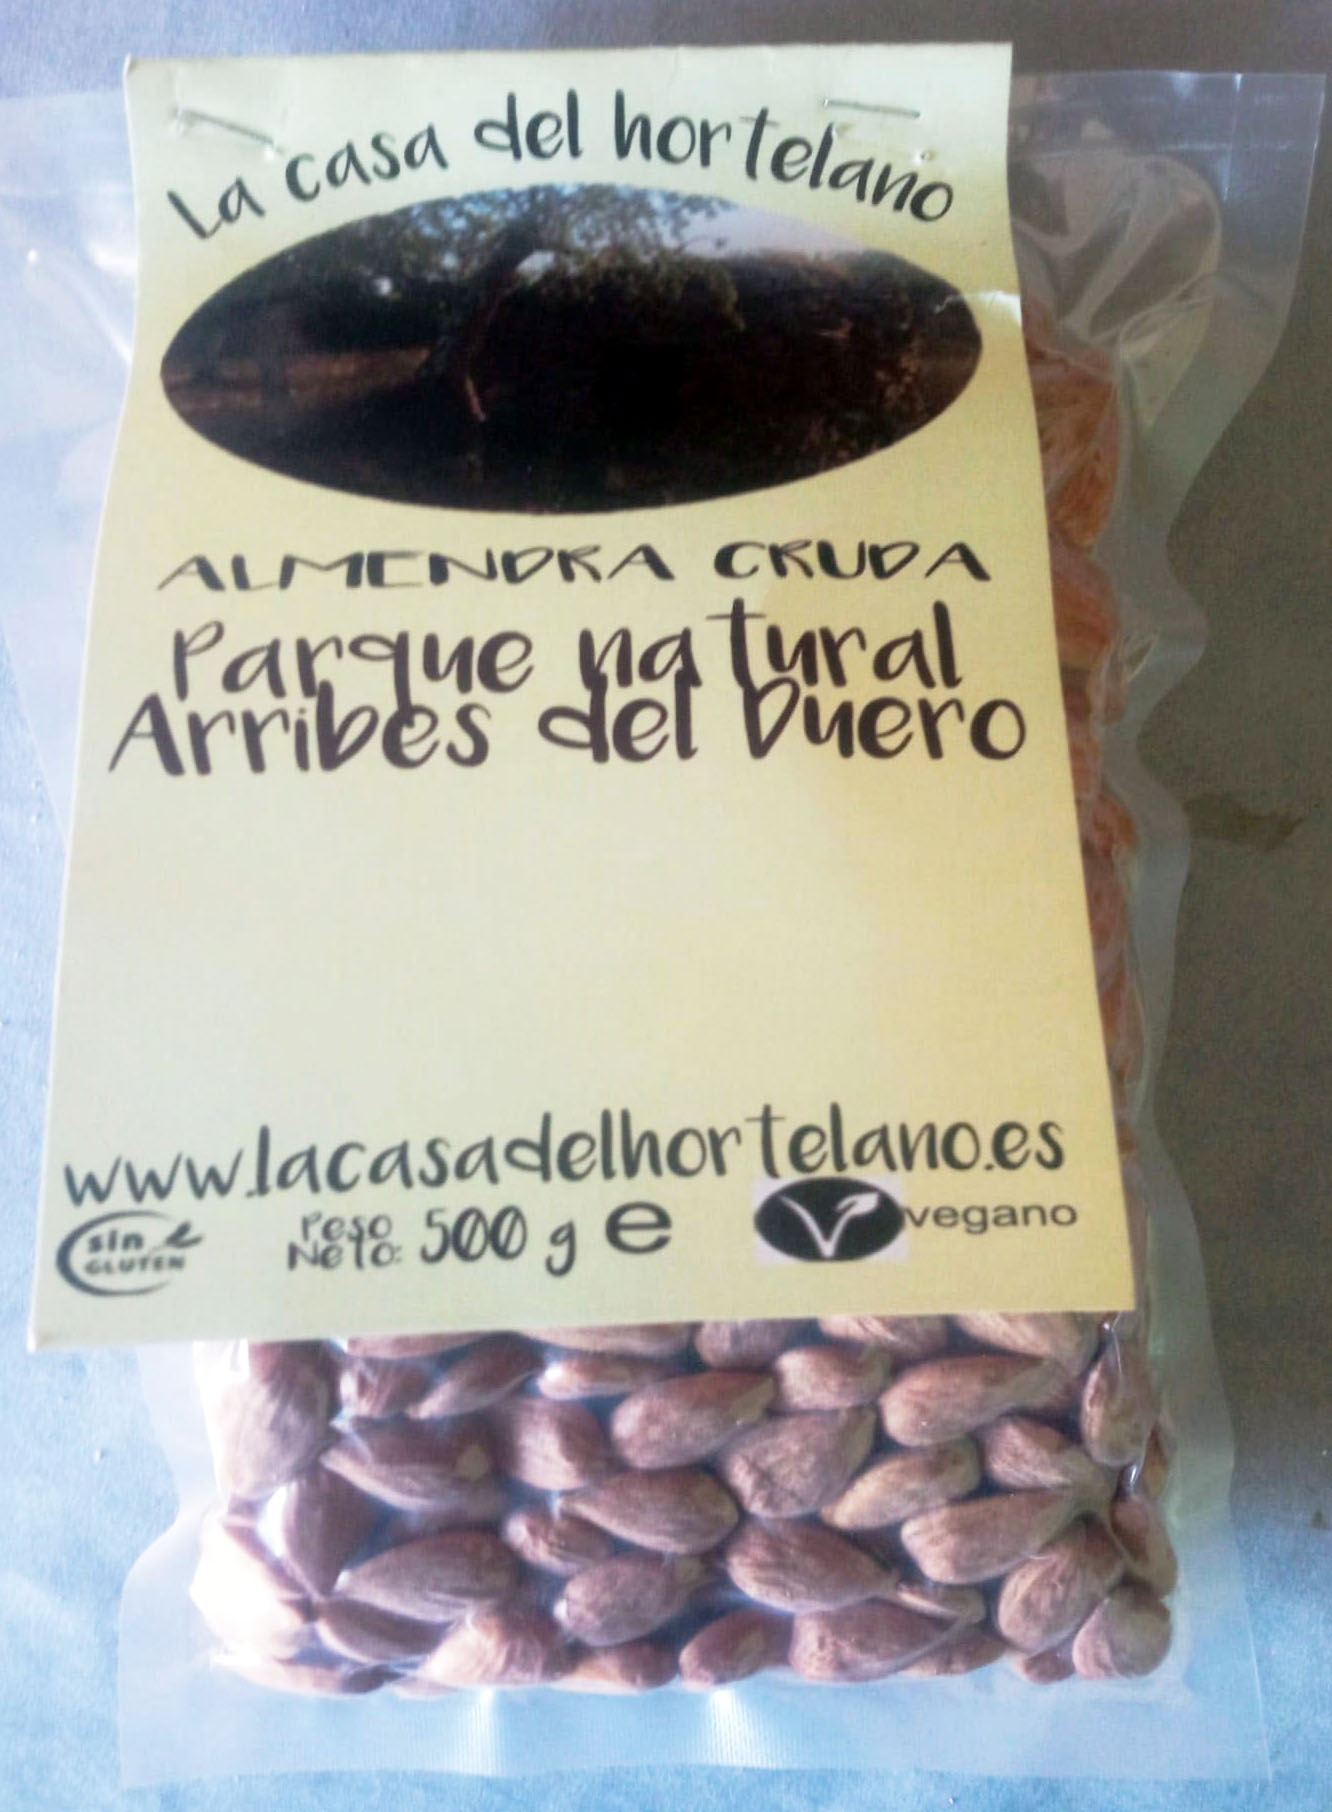 La casa del hortelano
ALMENDRA CRUDA
Parque natural
Arribes del Duero
www.lacasadelhortelano.es
sin GLUTEN
Peso Neto: 500 g e
vegano